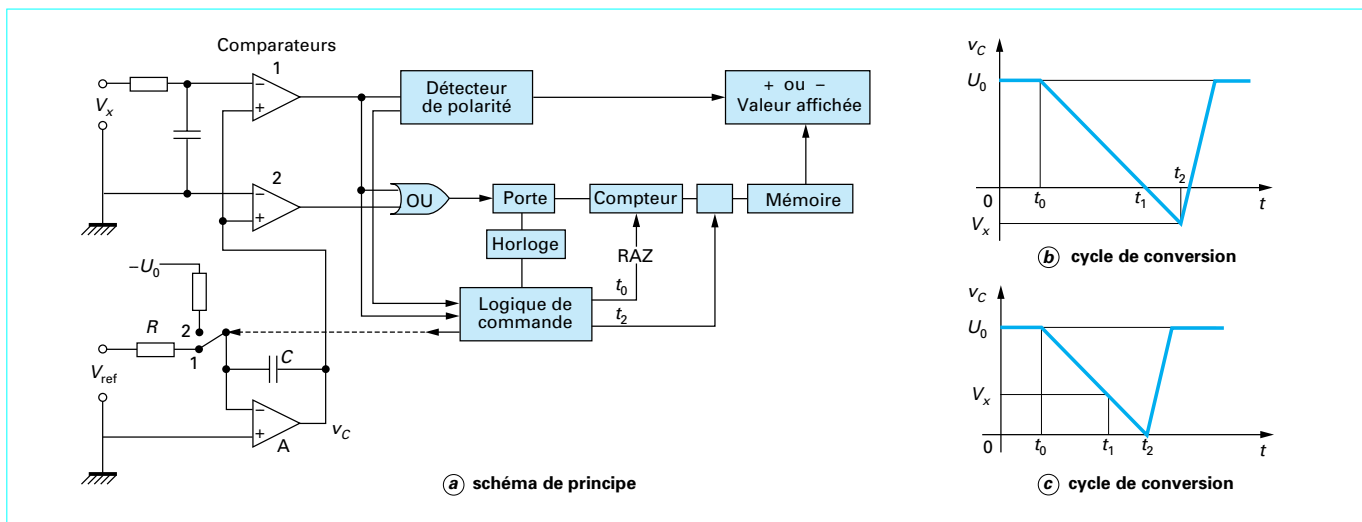 Comparateurs
1
−
+
V_x
Détecteur
de polarité
+ ou −
Valeur affichée
2
−
+
OU
Porte
Compteur
Mémoire
Horloge
RAZ
−U_0
t_0
Logique de
commande
t_2
R
2
1
C
V_ref
−
+
A
v_C
a schéma de principe
v_C
U_0
t_2
0
t_0
t_1
t
V_x
b cycle de conversion
v_C
U_0
V_x
0
t_0
t_1
t_2
t
c cycle de conversion